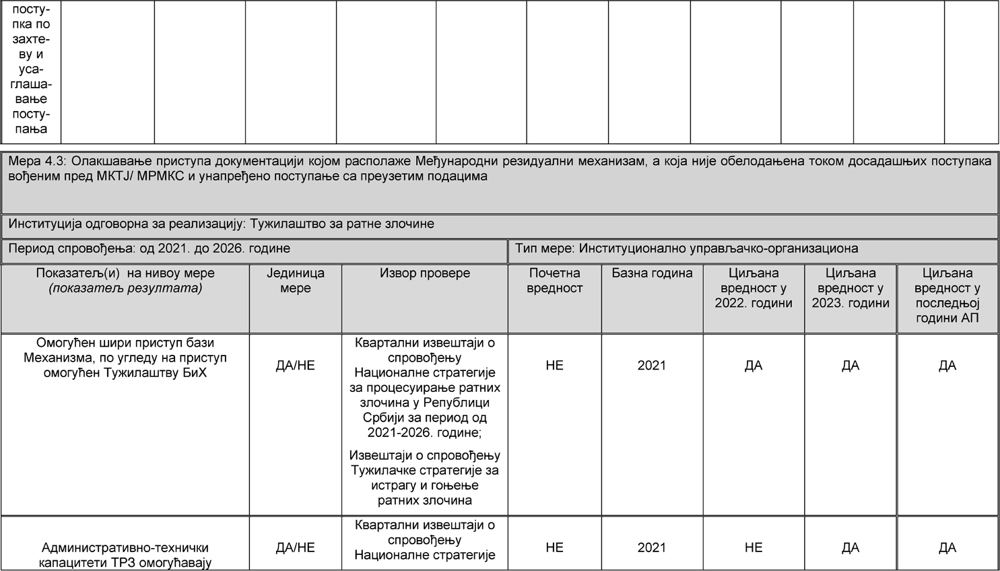 посту-
пка по
захте-
ву и
уса-
глаша-
вање
посту-
пања
Мера 4.3: Олакшавање приступа документацији којом располаже Међународни резидуални механизам, а која није обелодањена током досадашњих поступака
вођеним пред МКТЈ/ МРМКС и унапређено поступање са преузетим подацима
Институција одговорна за реализацију: Тужилаштво за ратне злочине
Период спровођења: од 2021. до 2026. године
Тип мере: Институционално управљачко-организациона
Показатељ(и) на нивоу мере
(показатељ резултата)
Јединица
мере
Извор провере
Почетна
вредност
Базна година
Циљана
вредност у
2022. години
Циљана
вредност у
2023. години
Циљана
вредност у
последњој
години АП
Омогућен шири приступ бази
Механизма, по угледу на приступ
омогућен Тужилаштву БиХ
ДА/НЕ
Квартални извештаји о
спровођењу
Националне стратегије
за процесуирање ратних
злочина у Републици
Србији за период од
2021-2026. године;
Извештаји о спровођењу
Тужилачке стратегије за
истрагу и гоњење
ратних злочина
НЕ
2021
ДА
ДА
ДА
Административно-технички
капацитети ТРЗ омогућавају
ДА/НЕ
Квартални извештаји о
спровођењу
Националне стратегије
НЕ
2021
НЕ
ДА
ДА